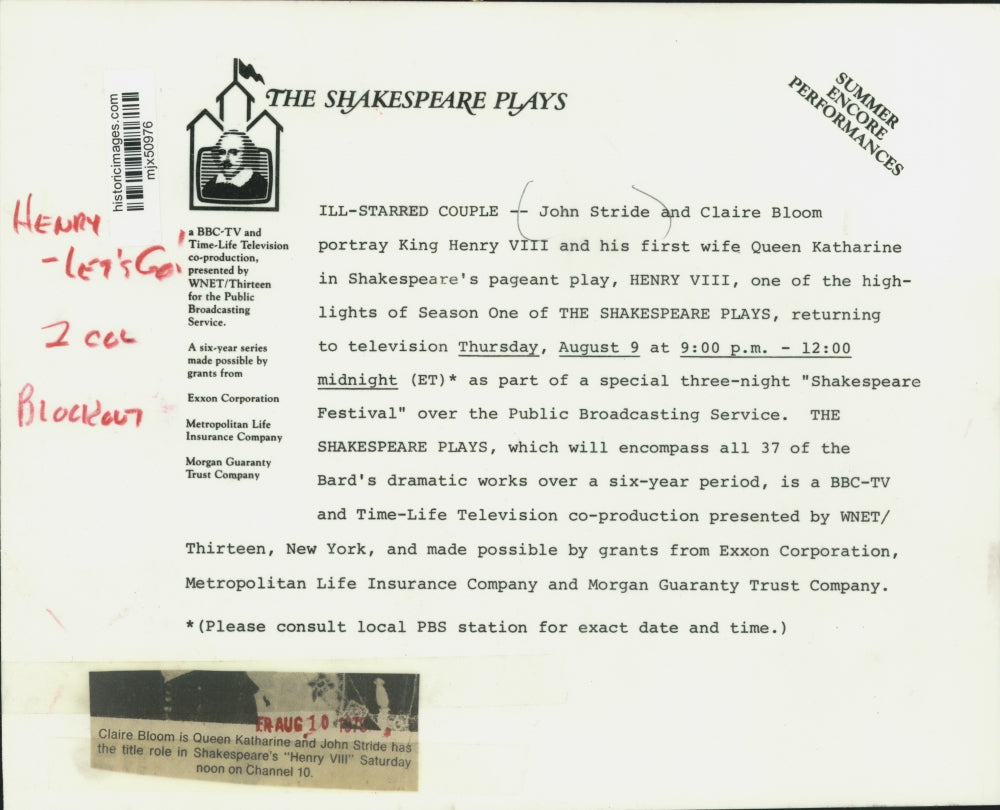 THE SHAKESPEARE PLAYS
SUMMER
ENCORE
PERFORMANCES
historicimages.com
mjx50976
HENRY
-LET'S GO!
2 COL
BLOCKOUT
a BBC-TV and
Time-Life Television
co-production,
presented by
WNET/Thirteen
for the Public
Broadcasting
Service.
A six-year series
made possible by
grants from
Exxon Corporation
Metropolitan Life
Insurance Company
Morgan Guaranty
Trust Company
ILL-STARRED COUPLE -- John Stride and Claire Bloom
portray King Henry VIII and his first wife Queen Katharine
in Shakespeare's pageant play, HENRY VIII, one of the high-
lights of Season One of THE SHAKESPEARE PLAYS, returning
to television Thursday, August 9 at 9:00 p.m. - 12:00
midnight (ET)* as part of a special three-night "Shakespeare
Festival" over the Public Broadcasting Service. THE
SHAKESPEARE PLAYS, which will encompass all 37 of the
Bard's dramatic works over a six-year period, is a BBC-TV
and Time-Life Television co-production presented by WNET/
Thirteen, New York, and made possible by grants from Exxon Corporation,
Metropolitan Life Insurance Company and Morgan Guaranty Trust Company.
*(Please consult local PBS station for exact date and time.)
AUG 10
Claire Bloom is Queen Katharine and John Stride has
the title role in Shakespeare's "Henry VIII" Saturday
noon on Channel 10.